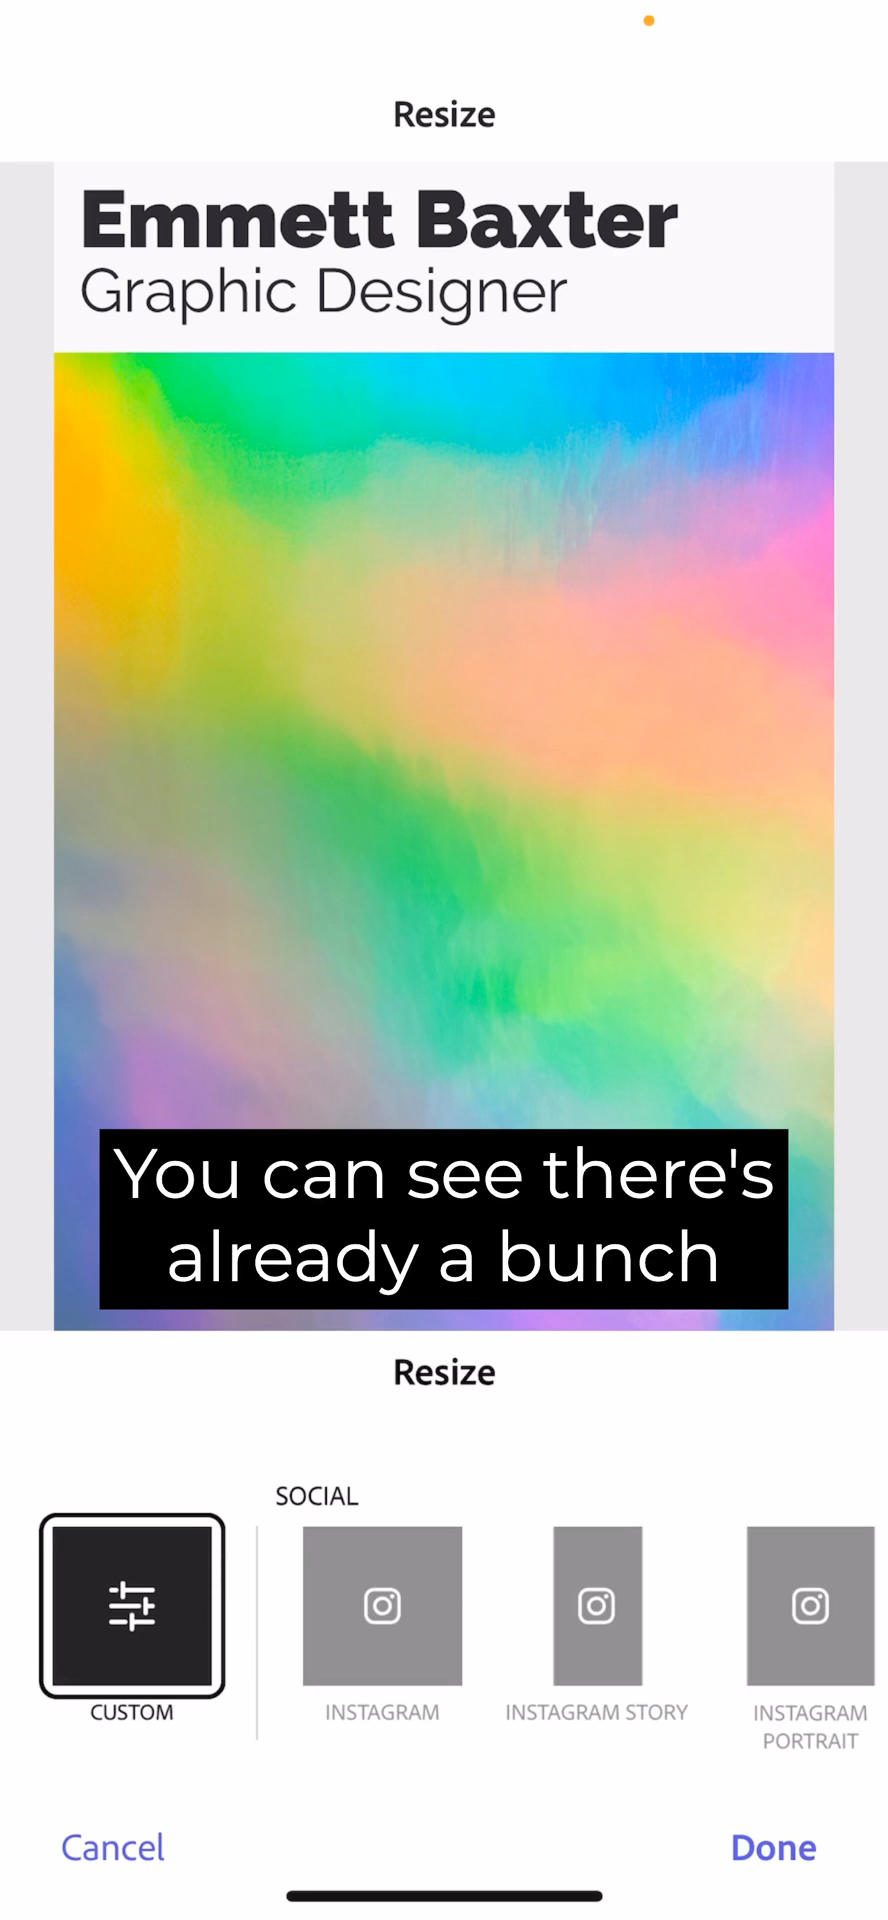 Resize
Emmett Baxter
Graphic Designer
You can see there's
already a bunch
Resize
SOCIAL
CUSTOM
INSTAGRAM
INSTAGRAM STORY
INSTAGRAM
PORTRAIT
Cancel
Done